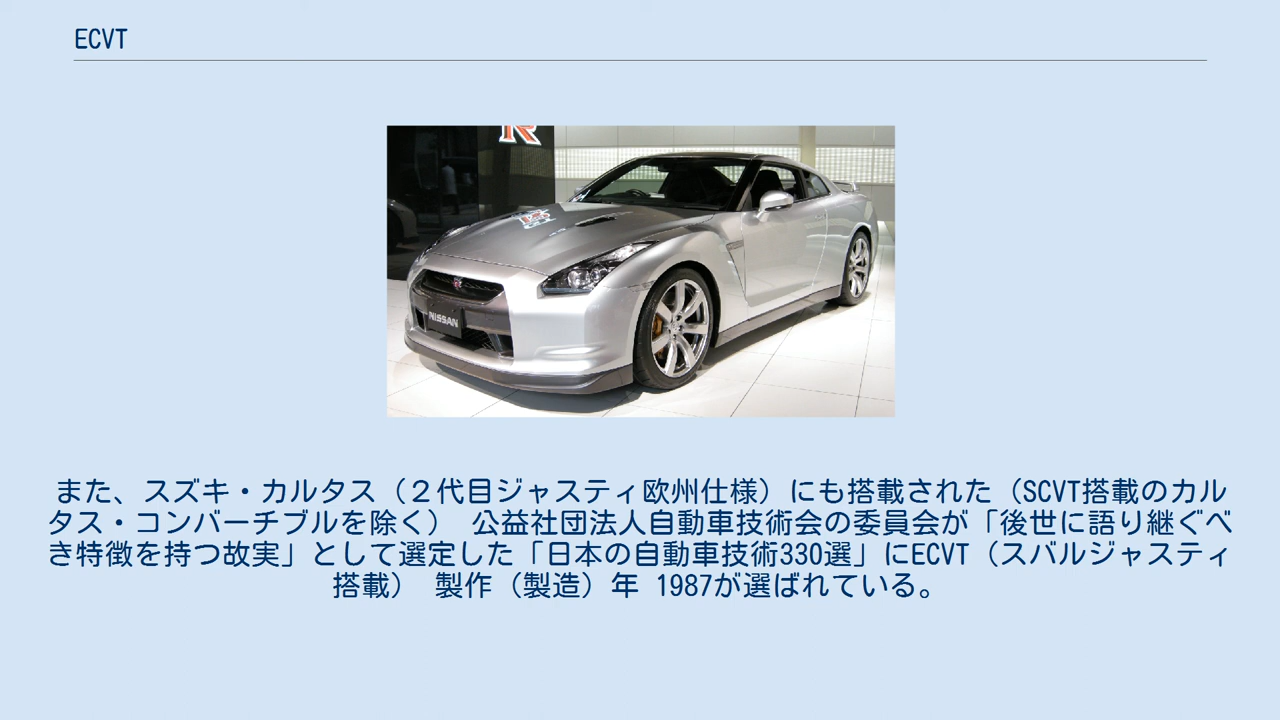 ECVT
R
NISSAN
また、スズキ・カルタス（２代目ジャスティ欧州仕様）にも搭載された（SCVT搭載のカル
タス・コンバーチブルを除く） 公益社団法人自動車技術会の委員会が「後世に語り継ぐべ
き特徴を持つ故実」として選定した「日本の自動車技術330選」にECVT（スバルジャスティ
搭載） 製作（製造）年 1987が選ばれている。